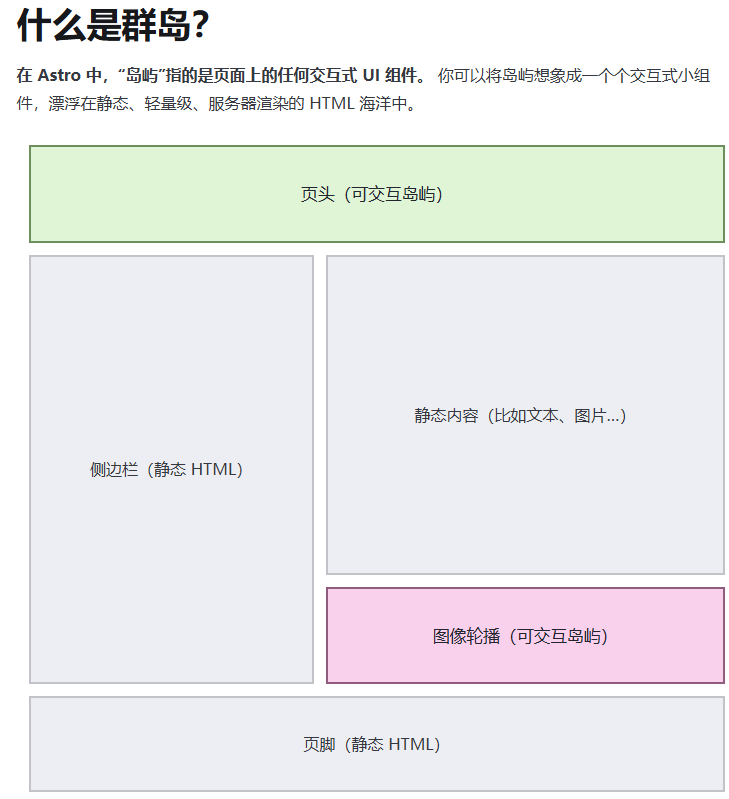 什么是群岛？
在 Astro 中，“岛屿”指的是页面上的任何交互式 UI 组件。 你可以将岛屿想象成一个个交互式小组
件，漂浮在静态、轻量级、服务器渲染的 HTML 海洋中。
页头（可交互岛屿）
静态内容（比如文本、图片…）
侧边栏（静态 HTML）
图像轮播（可交互岛屿）
页脚（静态 HTML）